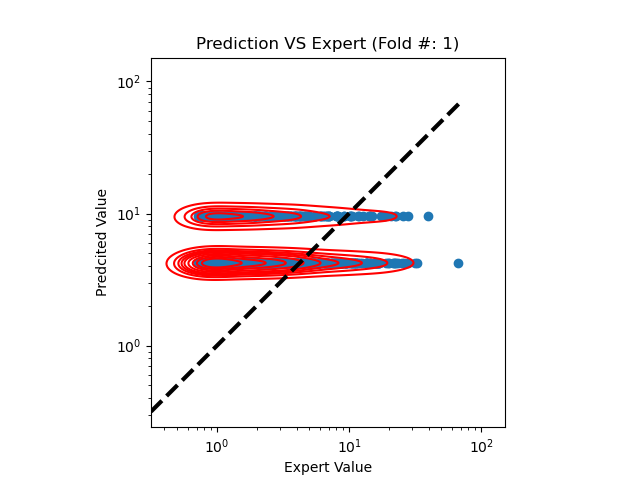 Prediction VS Expert (Fold #: 1)
10²
10¹
10⁰
Predcited Value
10⁰ 10¹ 10²
Expert Value